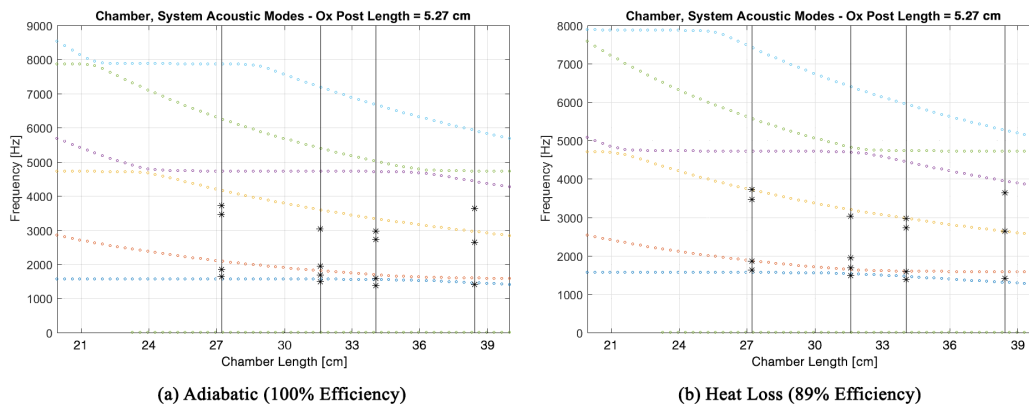 Chamber, System Acoustic Modes - Ox Post Length = 5.27 cm
9000
8000
7000
6000
5000
4000
3000
2000
1000
0
Frequency [Hz]
21 24 27 30 33 36 39
Chamber Length [cm]
(a) Adiabatic (100% Efficiency)
Chamber, System Acoustic Modes - Ox Post Length = 5.27 cm
8000
7000
6000
5000
4000
3000
2000
1000
0
Frequency [Hz]
21 24 27 30 33 36 39
Chamber Length [cm]
(b) Heat Loss (89% Efficiency)